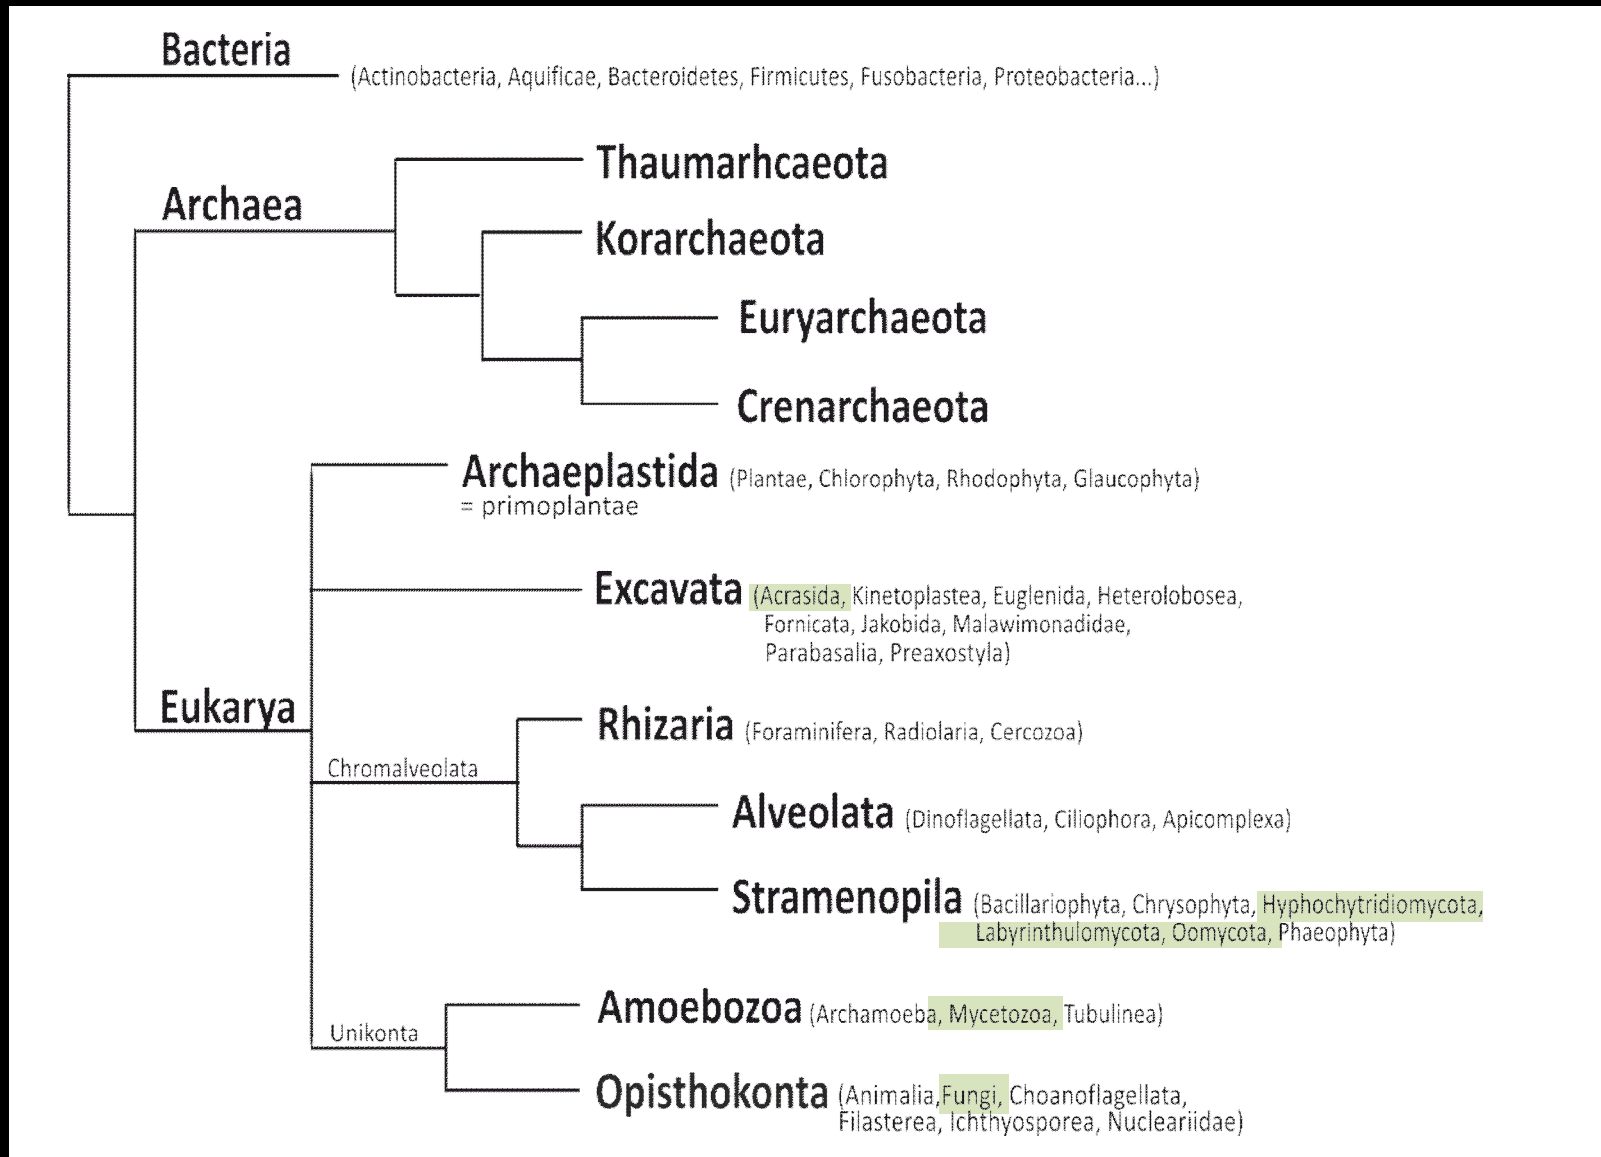 Bacteria
(Actinobacteria, Aquificae, Bacteroidetes, Firmicutes, Fusobacteria, Proteobacteria...)
Thaumarhcaeota
Archaea
Korarchaeota
Euryarchaeota
Crenarchaeota
Archaeplastida (Plantae, Chlorophyta, Rhodophyta, Glaucophyta)
= primoplantae
Excavata (Acrasida, Kinetoplastea, Euglenida, Heterolobosea,
Fornicata, Jakobida, Malawimonadidae,
Parabasalia, Preaxostyla)
Eukarya
Rhizaria (Foraminifera, Radiolaria, Cercozoa)
Chromalveolata
Alveolata (Dinoflagellata, Ciliophora, Apicomplexa)
Stramenopila (Bacillariophyta, Chrysophyta, Hyphochytridiomycota,
Labyrinthulomycota, Oomycota, Phaeophyta)
Amoebozoa (Archamoeba, Mycetozoa, Tubulinea)
Unikonta
Opisthokonta (Animalia, Fungi, Choanoflagellata,
Filasterea, Ichthyosporea, Nucleariidae)